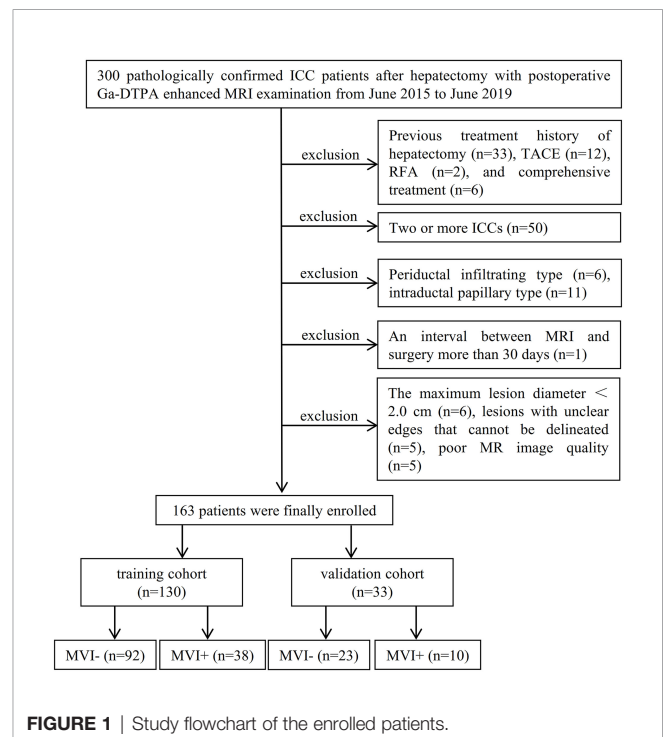 300 pathologically confirmed ICC patients after hepatectomy with postoperative
Ga-DTPA enhanced MRI examination from June 2015 to June 2019
exclusion
Previous treatment history of
hepatectomy (n=33), TACE (n=12),
RFA (n=2), and comprehensive
treatment (n=6)
exclusion
Two or more ICCs (n=50)
exclusion
Periductal infiltrating type (n=6),
intraductal papillary type (n=11)
exclusion
An interval between MRI and
surgery more than 30 days (n=1)
exclusion
The maximum lesion diameter <
2.0 cm (n=6), lesions with unclear
edges that cannot be delineated
(n=5), poor MR image quality
(n=5)
163 patients were finally enrolled
training cohort
(n=130)
validation cohort
(n=33)
MVI- (n=92)
MVI+ (n=38)
MVI- (n=23)
MVI+ (n=10)
FIGURE 1 | Study flowchart of the enrolled patients.